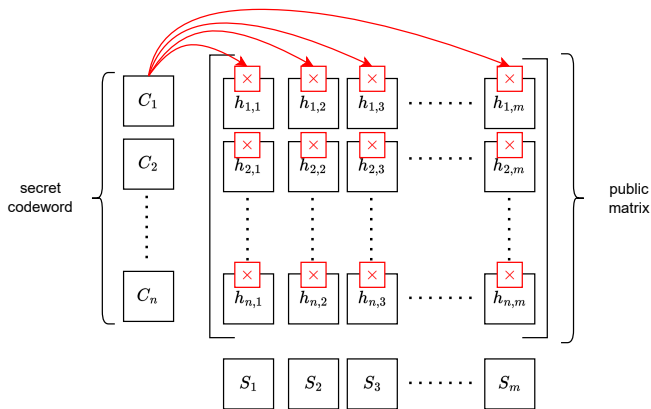 C₁ × h₁,₁ × h₁,₂ × h₁,₃ ······· × h₁,ₘ
C₂ × h₂,₁ × h₂,₂ × h₂,₃ ······· × h₂,ₘ
secret
codeword
public
matrix
Cₙ × hₙ,₁ × hₙ,₂ × hₙ,₃ ······· × hₙ,ₘ
S₁ S₂ S₃ ······· Sₘ